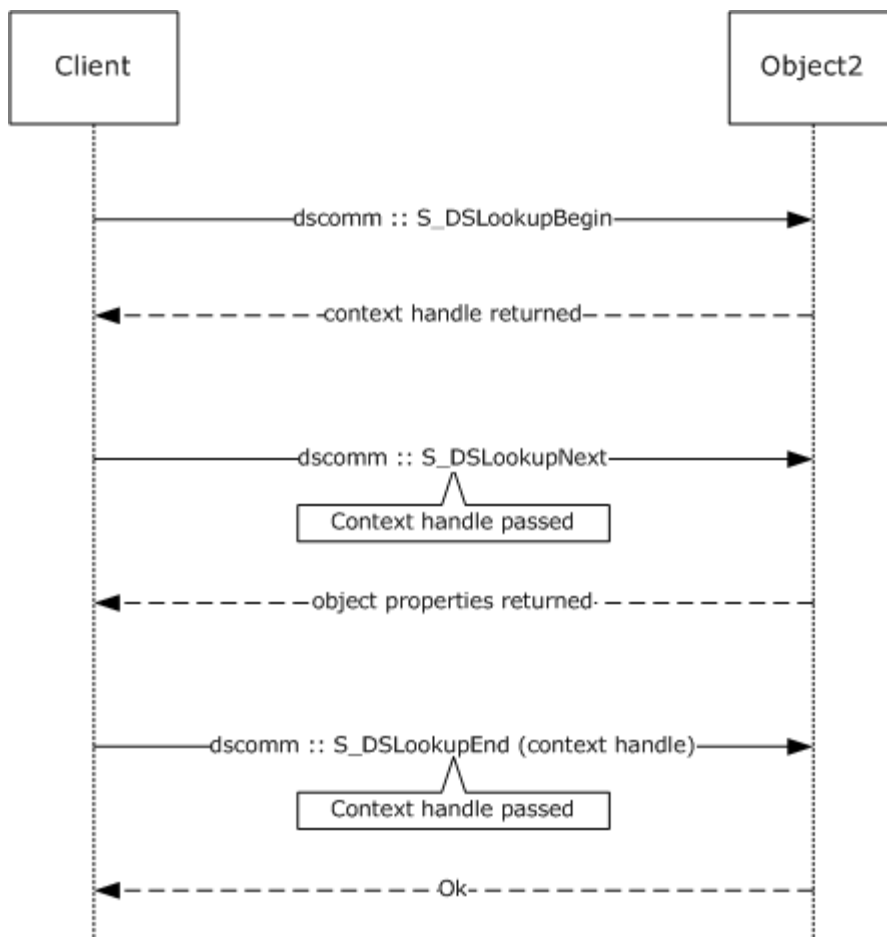 Client
Object2
dscomm :: S_DSLookupBegin
context handle returned
dscomm :: S_DSLookupNext
Context handle passed
object properties returned
dscomm :: S_DSLookupEnd (context handle)
Context handle passed
Ok